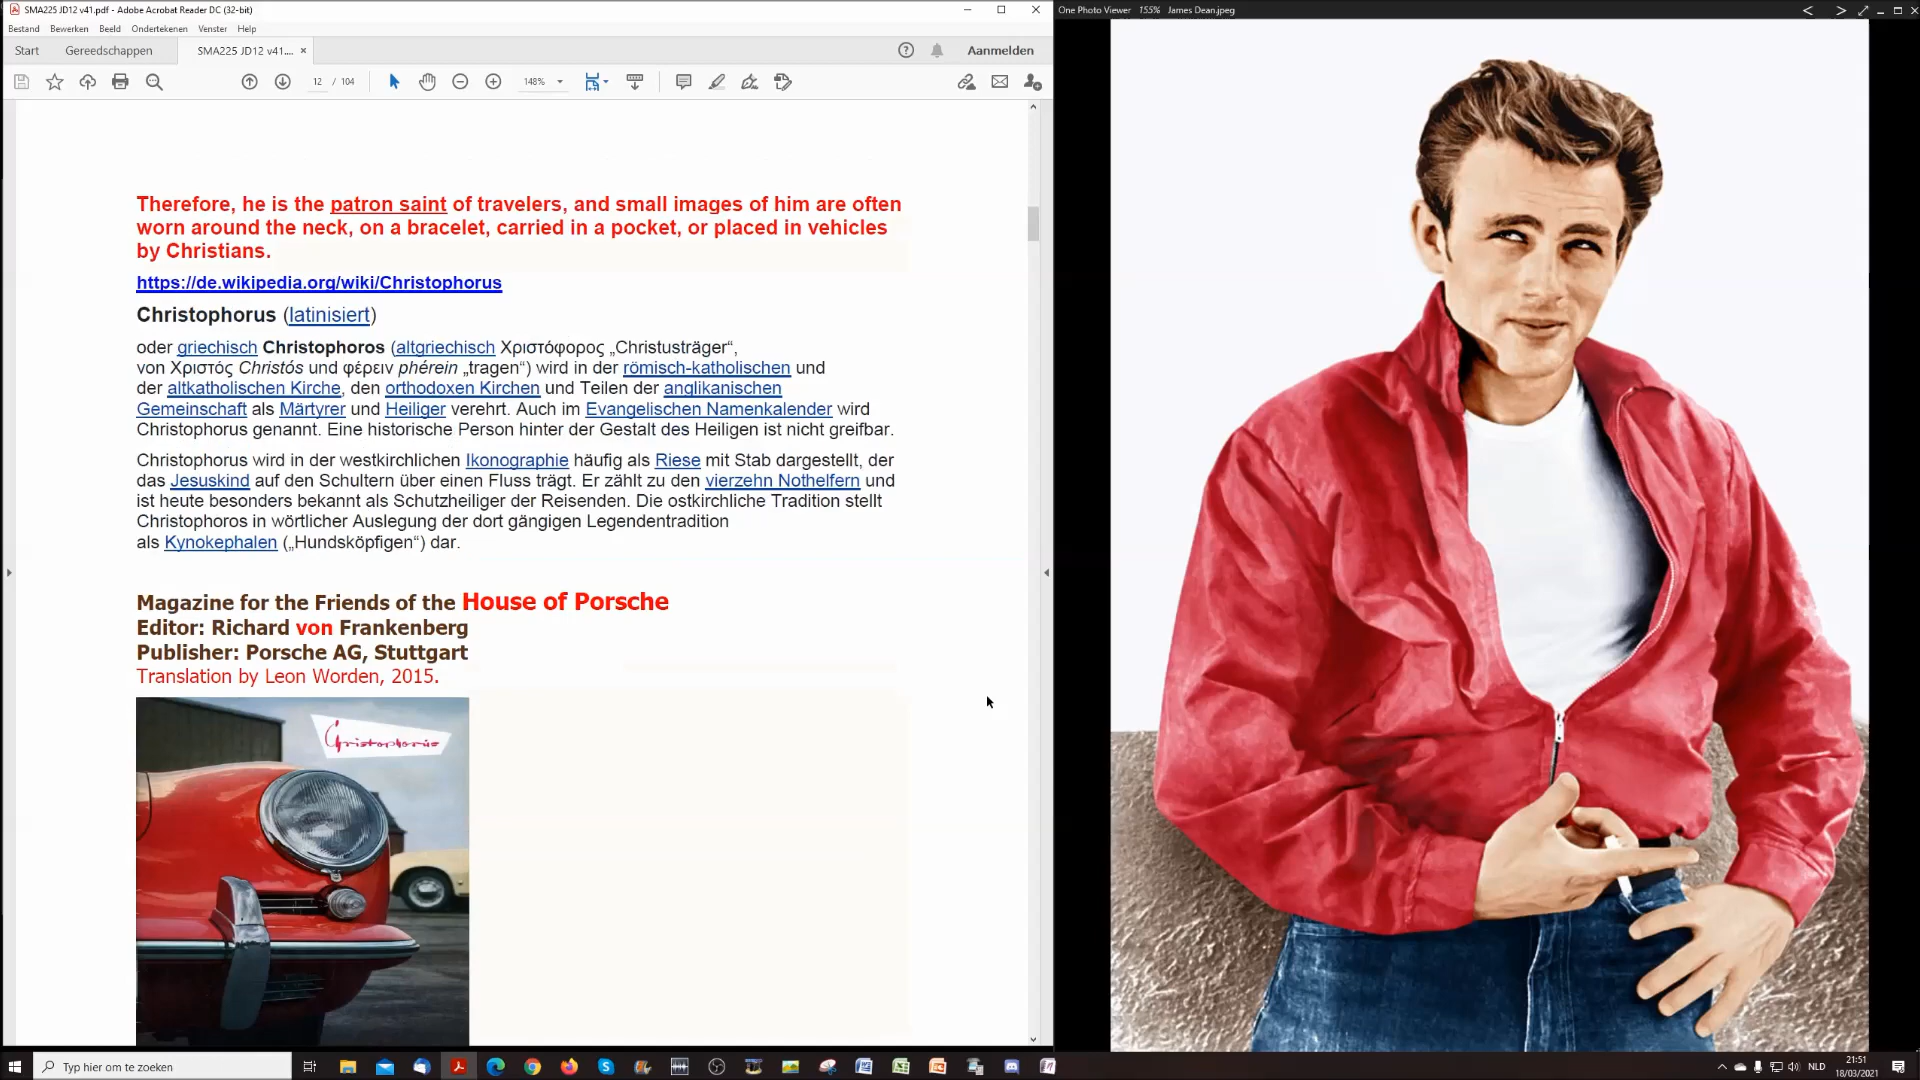 SMA225 JD12 v41.pdf - Adobe Acrobat Reader DC (32-bit)
Bestand Bewerken Beeld Ondertekenen Venster Help
Start Gereedschappen SMA225 JD12 v41.... × Aanmelden
12 / 104 148%
Therefore, he is the patron saint of travelers, and small images of him are often
worn around the neck, on a bracelet, carried in a pocket, or placed in vehicles
by Christians.
https://de.wikipedia.org/wiki/Christophorus
Christophorus (latinisiert)
oder griechisch Christophoros (altgriechisch Χριστόφορος „Christusträger“,
von Χριστός Christós und φέρειν phérein „tragen“) wird in der römisch-katholischen und
der altkatholischen Kirche, den orthodoxen Kirchen und Teilen der anglikanischen
Gemeinschaft als Märtyrer und Heiliger verehrt. Auch im Evangelischen Namenkalender wird
Christophorus genannt. Eine historische Person hinter der Gestalt des Heiligen ist nicht greifbar.
Christophorus wird in der westkirchlichen Ikonographie häufig als Riese mit Stab dargestellt, der
das Jesuskind auf den Schultern über einen Fluss trägt. Er zählt zu den vierzehn Nothelfern und
ist heute besonders bekannt als Schutzheiliger der Reisenden. Die ostkirchliche Tradition stellt
Christophoros in wörtlicher Auslegung der dort gängigen Legendentradition
als Kynokephalen („Hundsköpfigen“) dar.
Magazine for the Friends of the House of Porsche
Editor: Richard von Frankenberg
Publisher: Porsche AG, Stuttgart
Translation by Leon Worden, 2015.
Christophorus
One Photo Viewer 155% James Dean.jpeg
Typ hier om te zoeken
NLD
21:51
18/03/2021